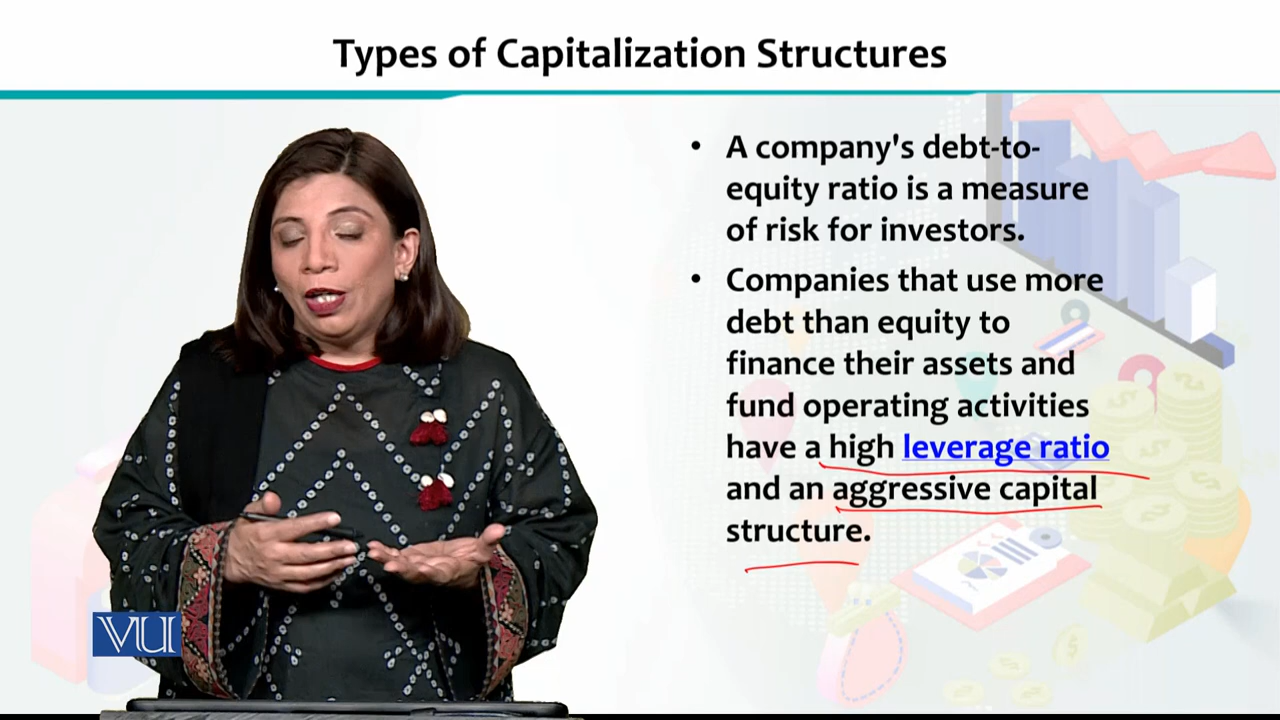 Types of Capitalization Structures
• A company's debt-to-
equity ratio is a measure
of risk for investors.
• Companies that use more
debt than equity to
finance their assets and
fund operating activities
have a high leverage ratio
and an aggressive capital
structure.
VU